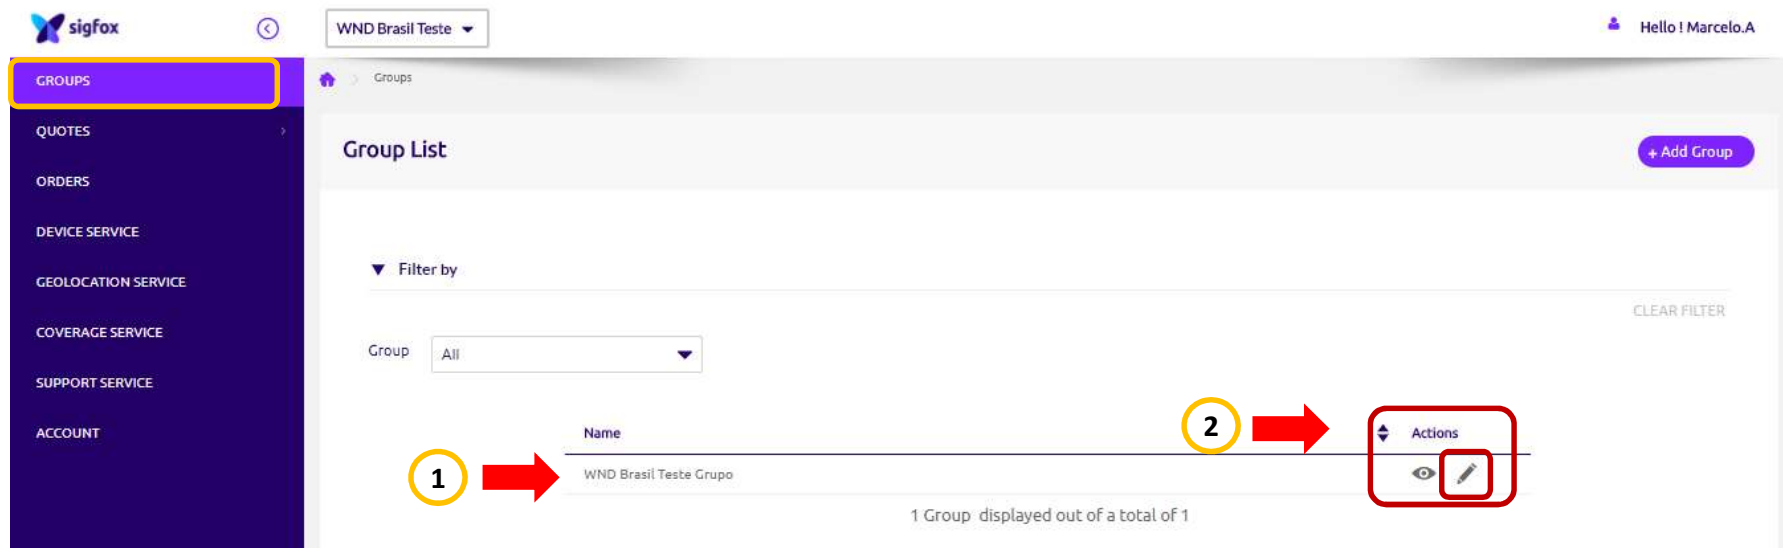 sigfox
WND Brasil Teste
Hello ! Marcelo.A
GROUPS
Groups
QUOTES
Group List
+ Add Group
ORDERS
DEVICE SERVICE
Filter by
GEOLOCATION SERVICE
CLEAR FILTER
COVERAGE SERVICE
Group
All
SUPPORT SERVICE
2
ACCOUNT
Name
Actions
1
WND Brasil Teste Grupo
1 Group displayed out of a total of 1